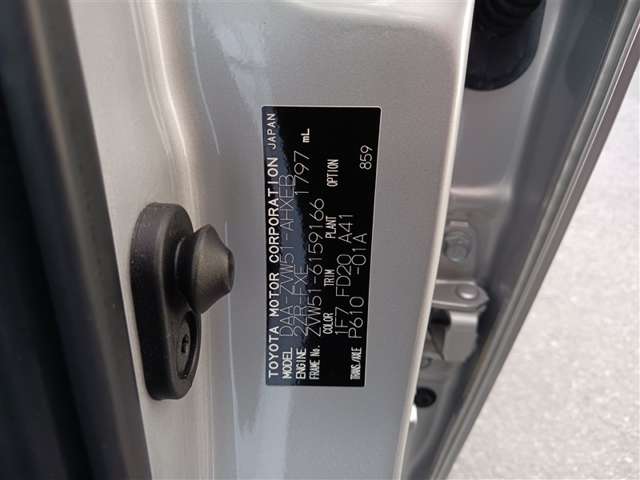 TOYOTA MOTOR CORPORATION JAPAN
MODEL DAA-ZVW51-AHXEB
ENGINE 2ZR-FXE 1797 mL
FRAME No. ZVW51-6159166
COLOR TRIM PLANT OPTION
1F7 FD20 A41 859
TRANS./AXLE P610 -01A